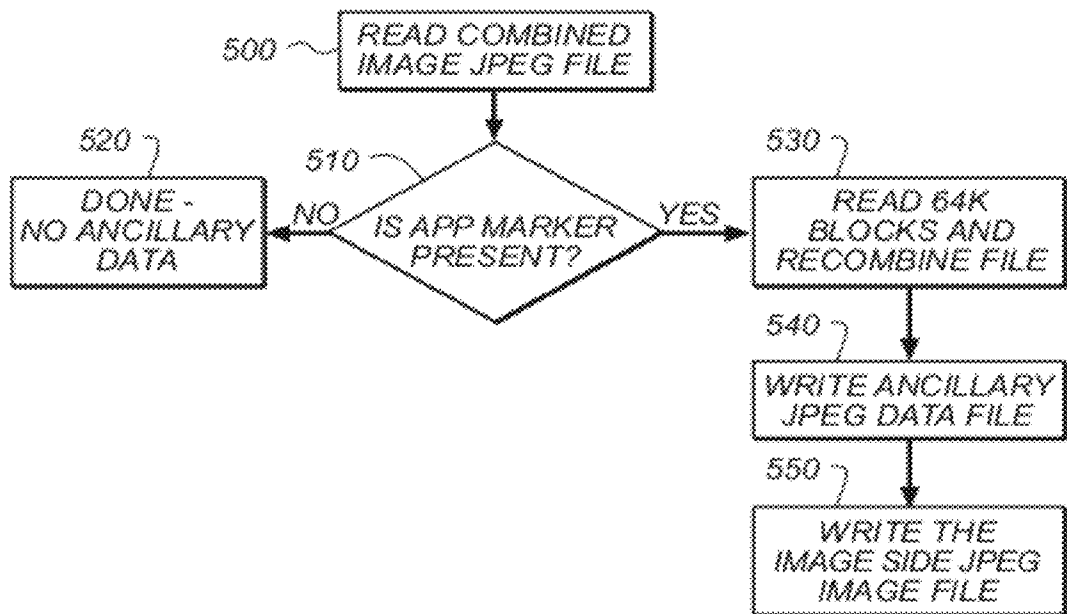 500
READ COMBINED
IMAGE JPEG FILE
510
IS APP MARKER
PRESENT?
NO
520
DONE -
NO ANCILLARY
DATA
YES
530
READ 64K
BLOCKS AND
RECOMBINE FILE
540
WRITE ANCILLARY
JPEG DATA FILE
550
WRITE THE
IMAGE SIDE JPEG
IMAGE FILE